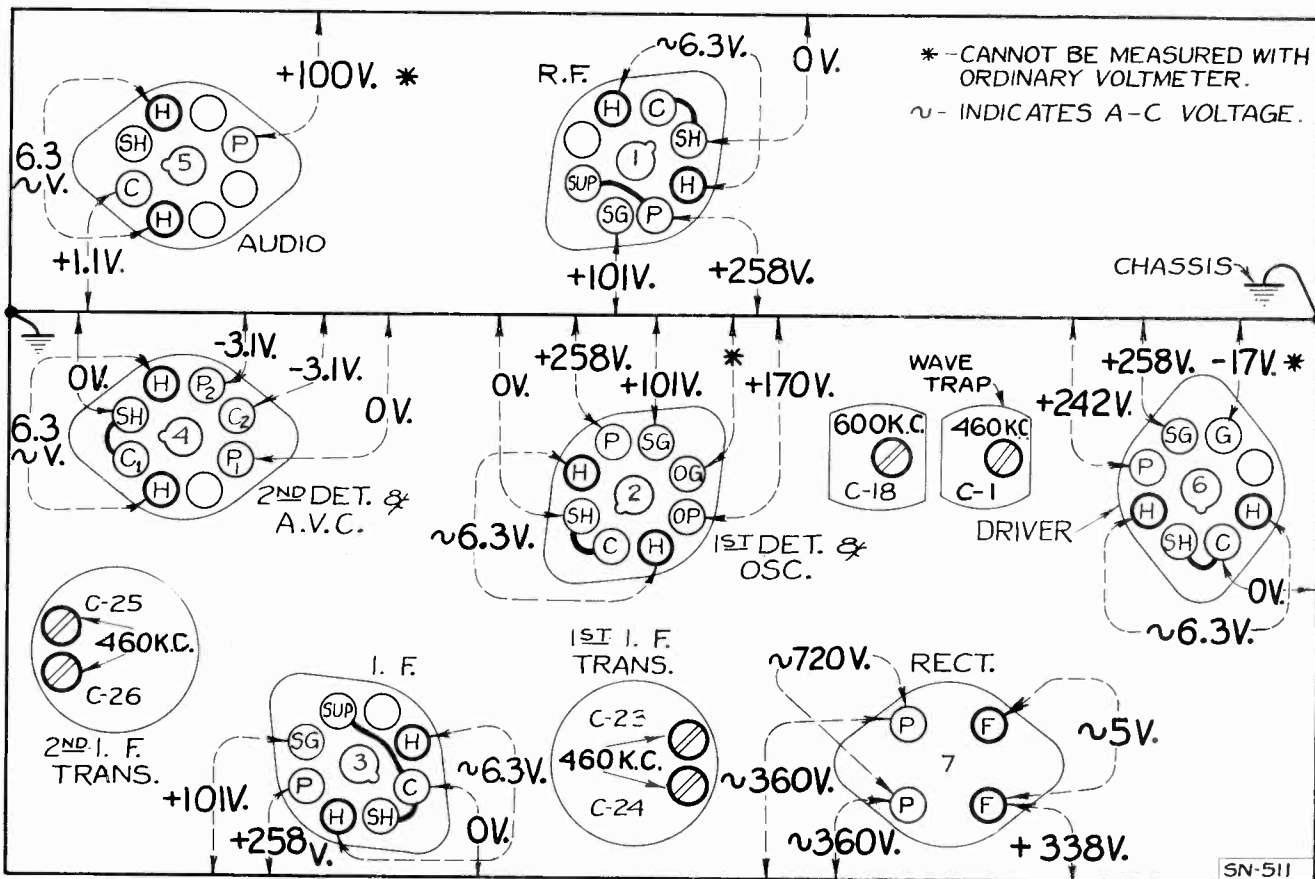 +100V. *
R.F.
~6.3V.
0V.
* - CANNOT BE MEASURED WITH
ORDINARY VOLTMETER.
~ - INDICATES A-C VOLTAGE.
H
SH
P
5
C
H
6.3
~V.
+1.1V.
AUDIO
H
C
SH
1
H
SUP
SG
P
+101V.
+258V.
CHASSIS
0V.
-3.1V.
-3.1V.
0V.
6.3
~V.
H
P2
SH
C2
4
C1
P1
H
2ND DET. &
A.V.C.
0V.
+258V.
+101V.
*
+170V.
P
SG
H
OG
2
SH
OP
C
H
~6.3V.
1ST DET. &
OSC.
WAVE
TRAP
600K.C.
C-18
460K.C.
C-1
+242V.
+258V.
-17V. *
SG
G
P
6
H
H
SH
C
DRIVER
0V.
~6.3V.
C-25
460K.C.
C-26
2ND I. F.
TRANS.
I. F.
SUP
SG
H
3
P
C
H
SH
+101V.
+258V.
~6.3V.
0V.
1ST I. F.
TRANS.
C-23
460K.C.
C-24
~720V.
RECT.
P
F
7
P
F
~5V.
~360V.
~360V.
+338V.
SN-511